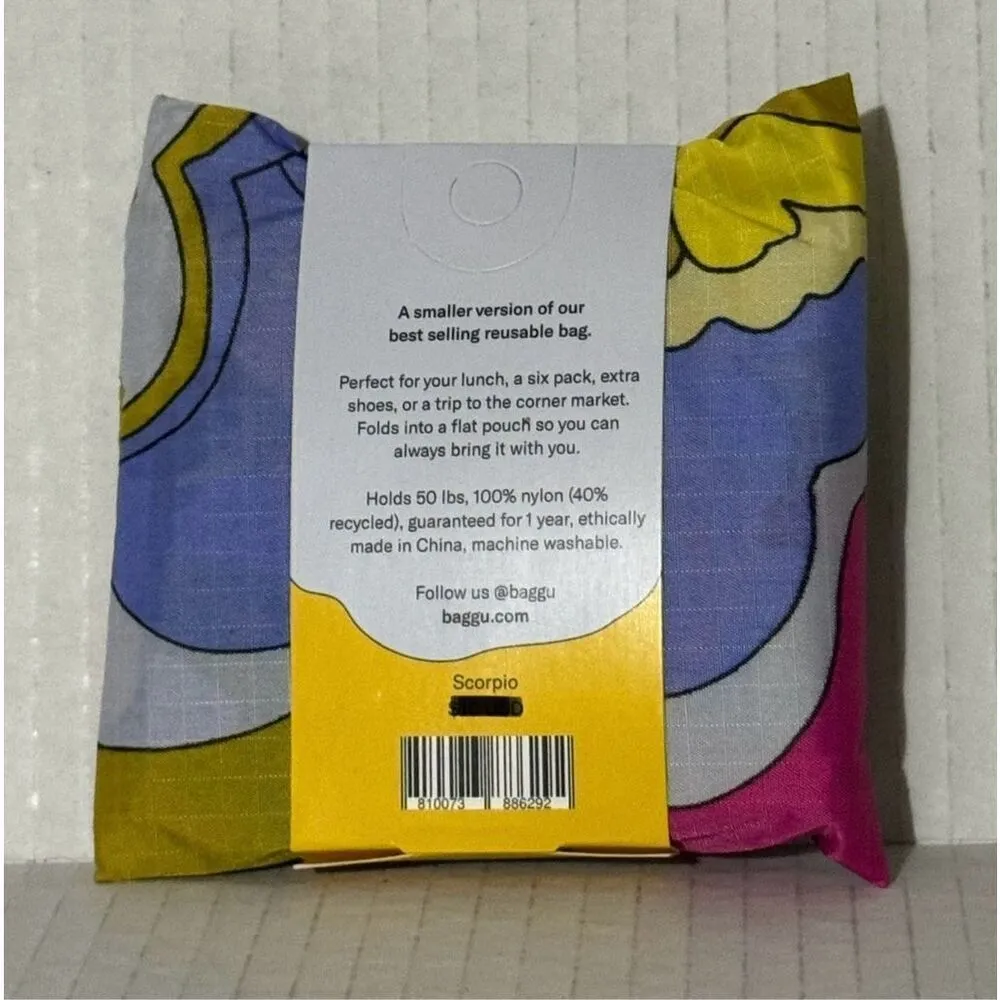 A smaller version of our
best selling reusable bag.
Perfect for your lunch, a six pack, extra
shoes, or a trip to the corner market.
Folds into a flat pouch so you can
always bring it with you.
Holds 50 lbs, 100% nylon (40%
recycled), guaranteed for 1 year, ethically
made in China, machine washable.
Follow us @baggu
baggu.com
Scorpio
810073 886292